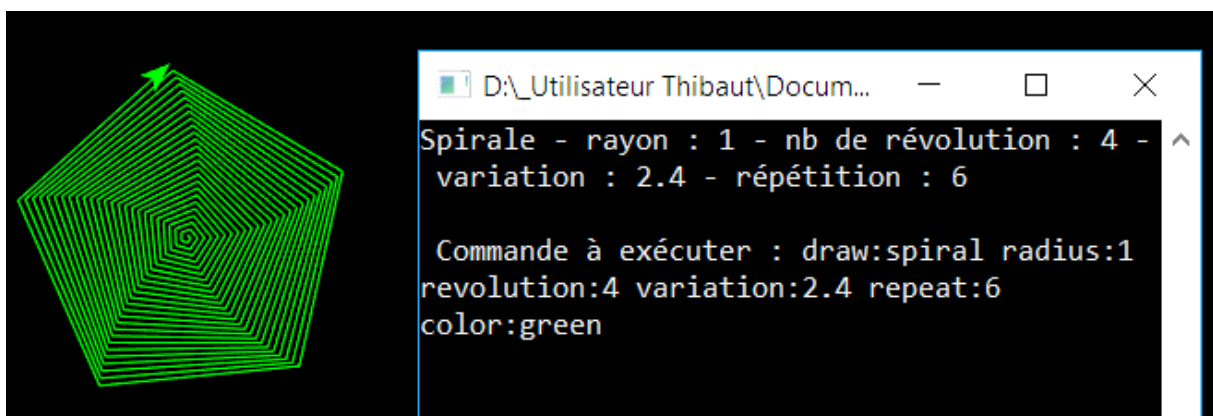 D:\_Utilisateur Thibaut\Docum...
Spirale - rayon : 1 - nb de révolution : 4 -
variation : 2.4 - répétition : 6
Commande à exécuter : draw:spiral radius:1
revolution:4 variation:2.4 repeat:6
color:green